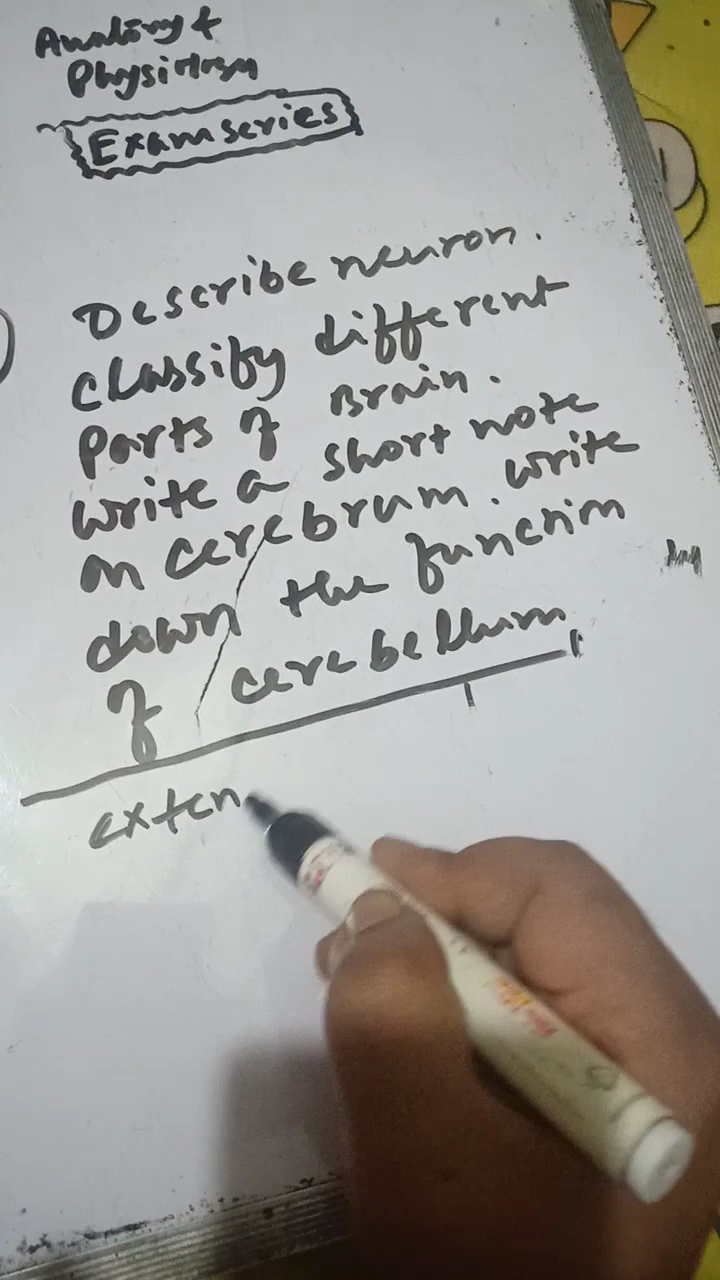 Anatomy &
Physiology
Exam series
Describe neuron.
classify different
parts of Brain.
write a short note
on cerebrum. write
down the function
of cerebellum.
exten